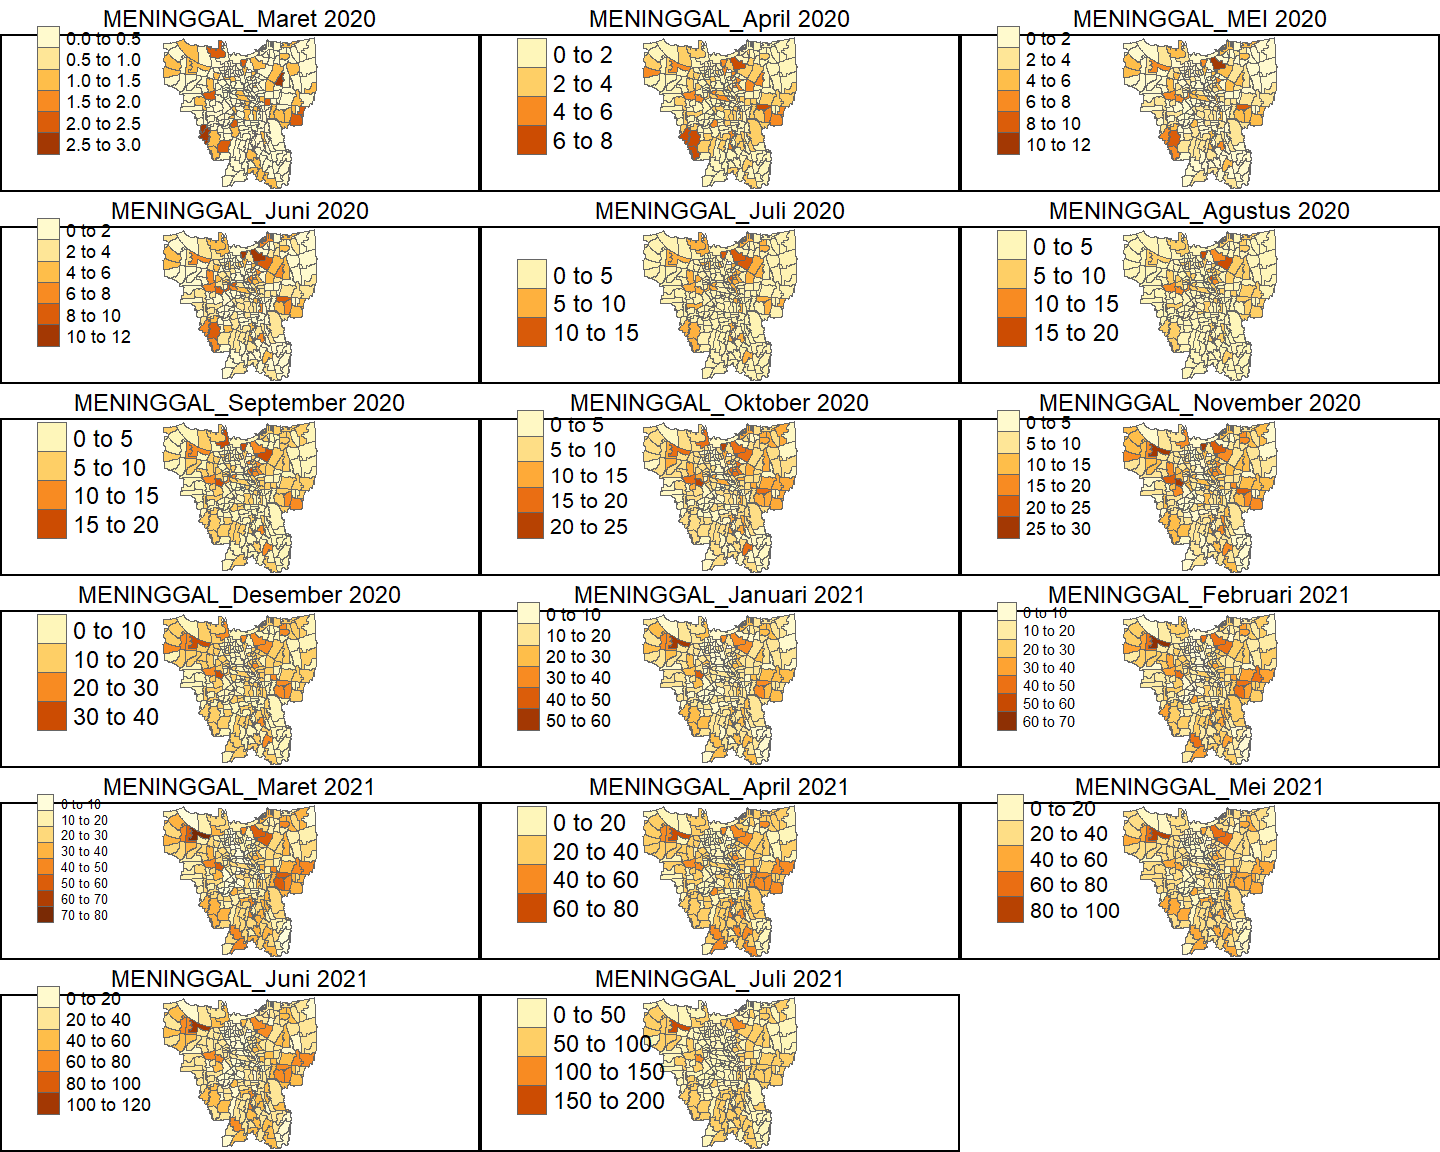 MENINGGAL_Maret 2020
0.0 to 0.5
0.5 to 1.0
1.0 to 1.5
1.5 to 2.0
2.0 to 2.5
2.5 to 3.0
MENINGGAL_April 2020
0 to 2
2 to 4
4 to 6
6 to 8
MENINGGAL_MEI 2020
0 to 2
2 to 4
4 to 6
6 to 8
8 to 10
10 to 12
MENINGGAL_Juni 2020
0 to 2
2 to 4
4 to 6
6 to 8
8 to 10
10 to 12
MENINGGAL_Juli 2020
0 to 5
5 to 10
10 to 15
MENINGGAL_Agustus 2020
0 to 5
5 to 10
10 to 15
15 to 20
MENINGGAL_September 2020
0 to 5
5 to 10
10 to 15
15 to 20
MENINGGAL_Oktober 2020
0 to 5
5 to 10
10 to 15
15 to 20
20 to 25
MENINGGAL_November 2020
0 to 5
5 to 10
10 to 15
15 to 20
20 to 25
25 to 30
MENINGGAL_Desember 2020
0 to 10
10 to 20
20 to 30
30 to 40
MENINGGAL_Januari 2021
0 to 10
10 to 20
20 to 30
30 to 40
40 to 50
50 to 60
MENINGGAL_Februari 2021
0 to 10
10 to 20
20 to 30
30 to 40
40 to 50
50 to 60
60 to 70
MENINGGAL_Maret 2021
0 to 10
10 to 20
20 to 30
30 to 40
40 to 50
50 to 60
60 to 70
70 to 80
MENINGGAL_April 2021
0 to 20
20 to 40
40 to 60
60 to 80
MENINGGAL_Mei 2021
0 to 20
20 to 40
40 to 60
60 to 80
80 to 100
MENINGGAL_Juni 2021
0 to 20
20 to 40
40 to 60
60 to 80
80 to 100
100 to 120
MENINGGAL_Juli 2021
0 to 50
50 to 100
100 to 150
150 to 200